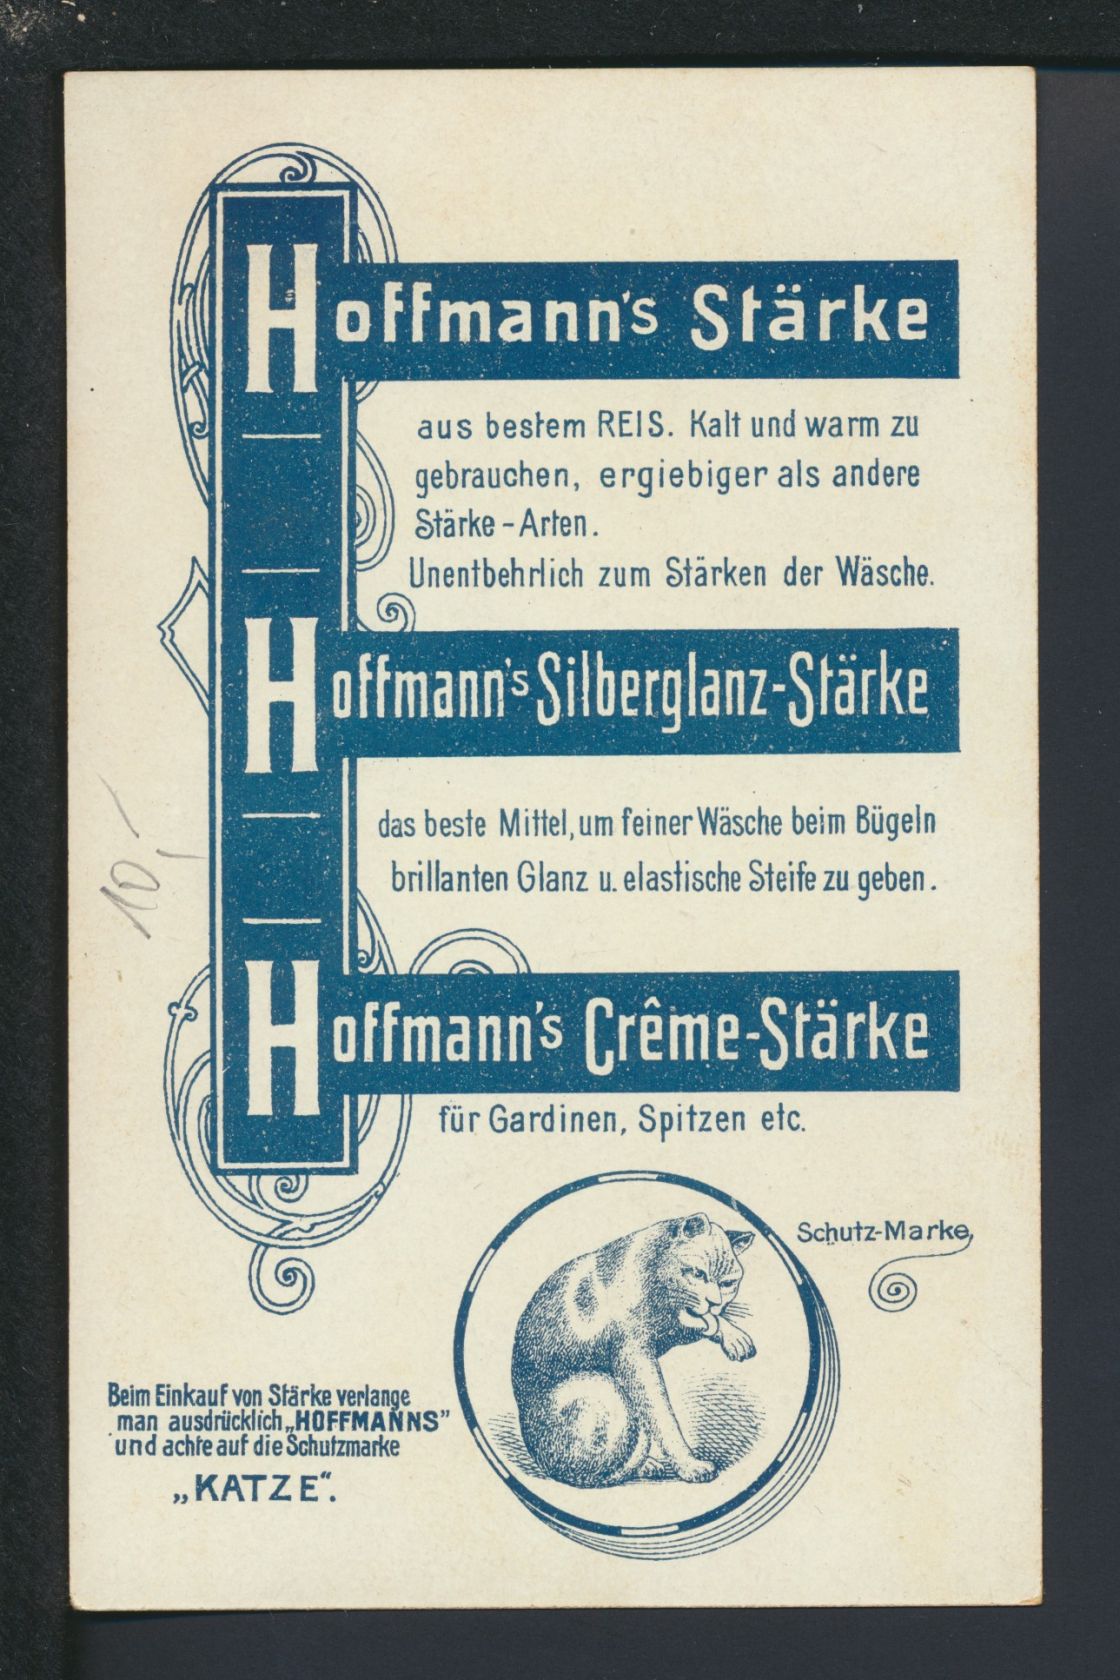 Hoffmann's Stärke
aus bestem REIS. Kalt und warm zu
gebrauchen, ergiebiger als andere
Stärke-Arten.
Unentbehrlich zum Stärken der Wäsche.
Hoffmann's Silberglanz-Stärke
das beste Mittel, um feiner Wäsche beim Bügeln
brillanten Glanz u. elastische Steife zu geben.
10,-
Hoffmann's Crême-Stärke
für Gardinen, Spitzen etc.
Schutz-Marke
Beim Einkauf von Stärke verlange
man ausdrücklich „HOFFMANNS"
und achte auf die Schutzmarke
„KATZE“.